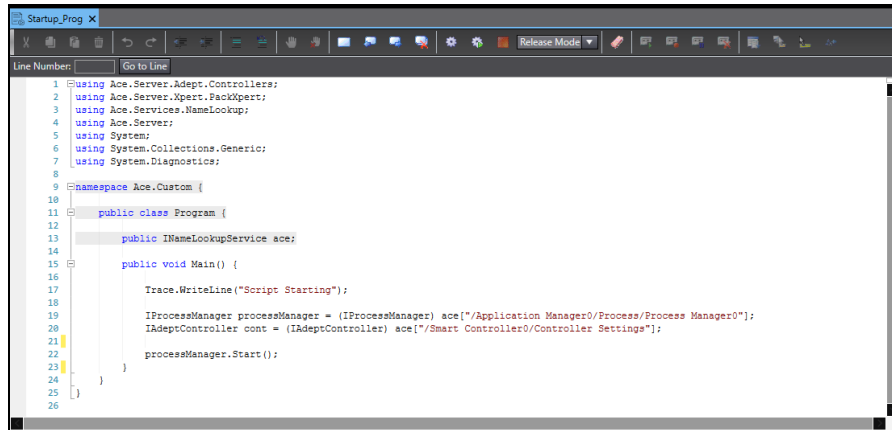 Startup_Prog X
Release Mode
Line Number: Go to Line
1 using Ace.Server.Adept.Controllers;
2 using Ace.Server.Xpert.PackXpert;
3 using Ace.Services.NameLookup;
4 using Ace.Server;
5 using System;
6 using System.Collections.Generic;
7 using System.Diagnostics;
8
9 namespace Ace.Custom {
10
11 public class Program {
12
13 public INameLookupService ace;
14
15 public void Main() {
16
17 Trace.WriteLine("Script Starting");
18
19 IProcessManager processManager = (IProcessManager) ace["/Application Manager0/Process/Process Manager0"];
20 IAdeptController cont = (IAdeptController) ace["/Smart Controller0/Controller Settings"];
21
22 processManager.Start();
23 }
24 }
25 }
26